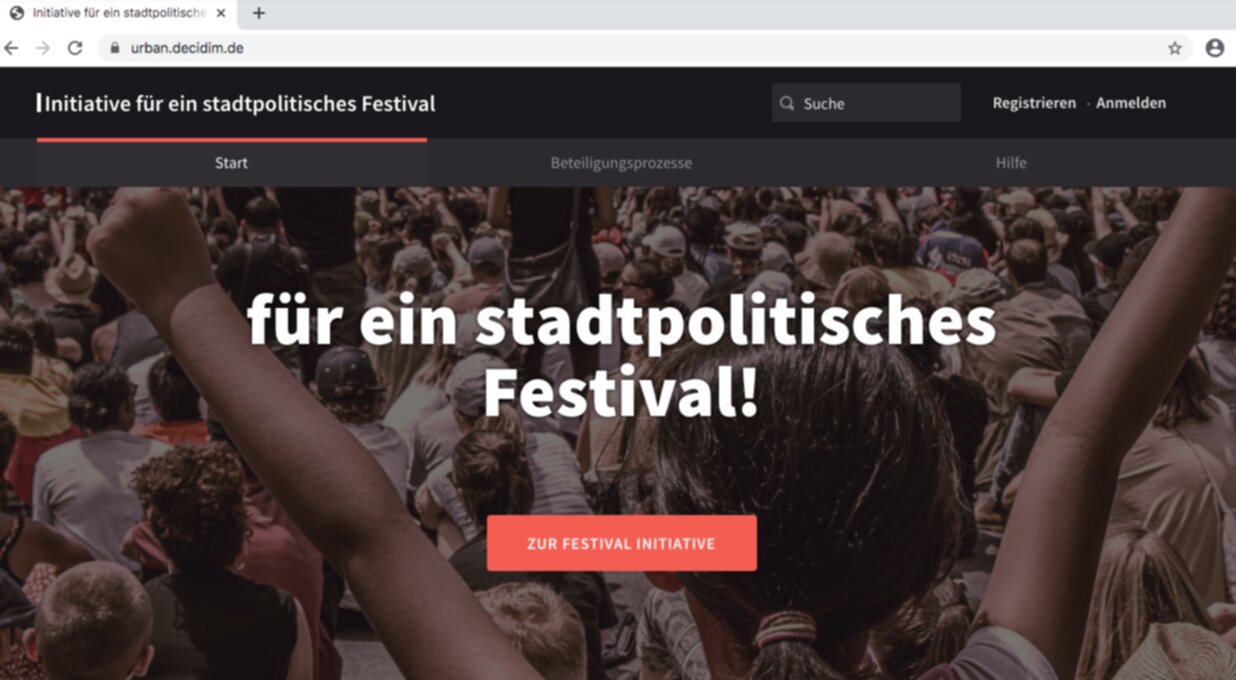 Initiative für ein stadtpolitische
urban.decidim.de
Initiative für ein stadtpolitisches Festival
Suche
Registrieren · Anmelden
Start
Beteiligungsprozesse
Hilfe
für ein stadtpolitisches
Festival!
ZUR FESTIVAL INITIATIVE